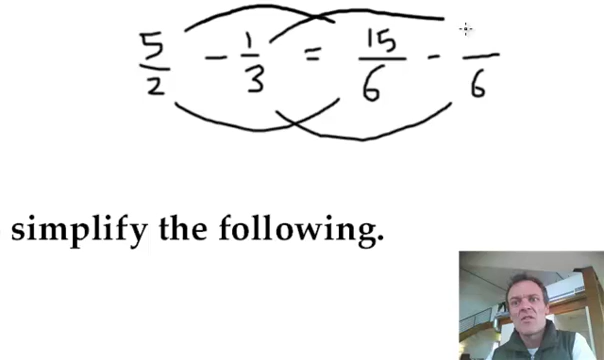 5/2 - 1/3 = 15/6 - /6
simplify the following.